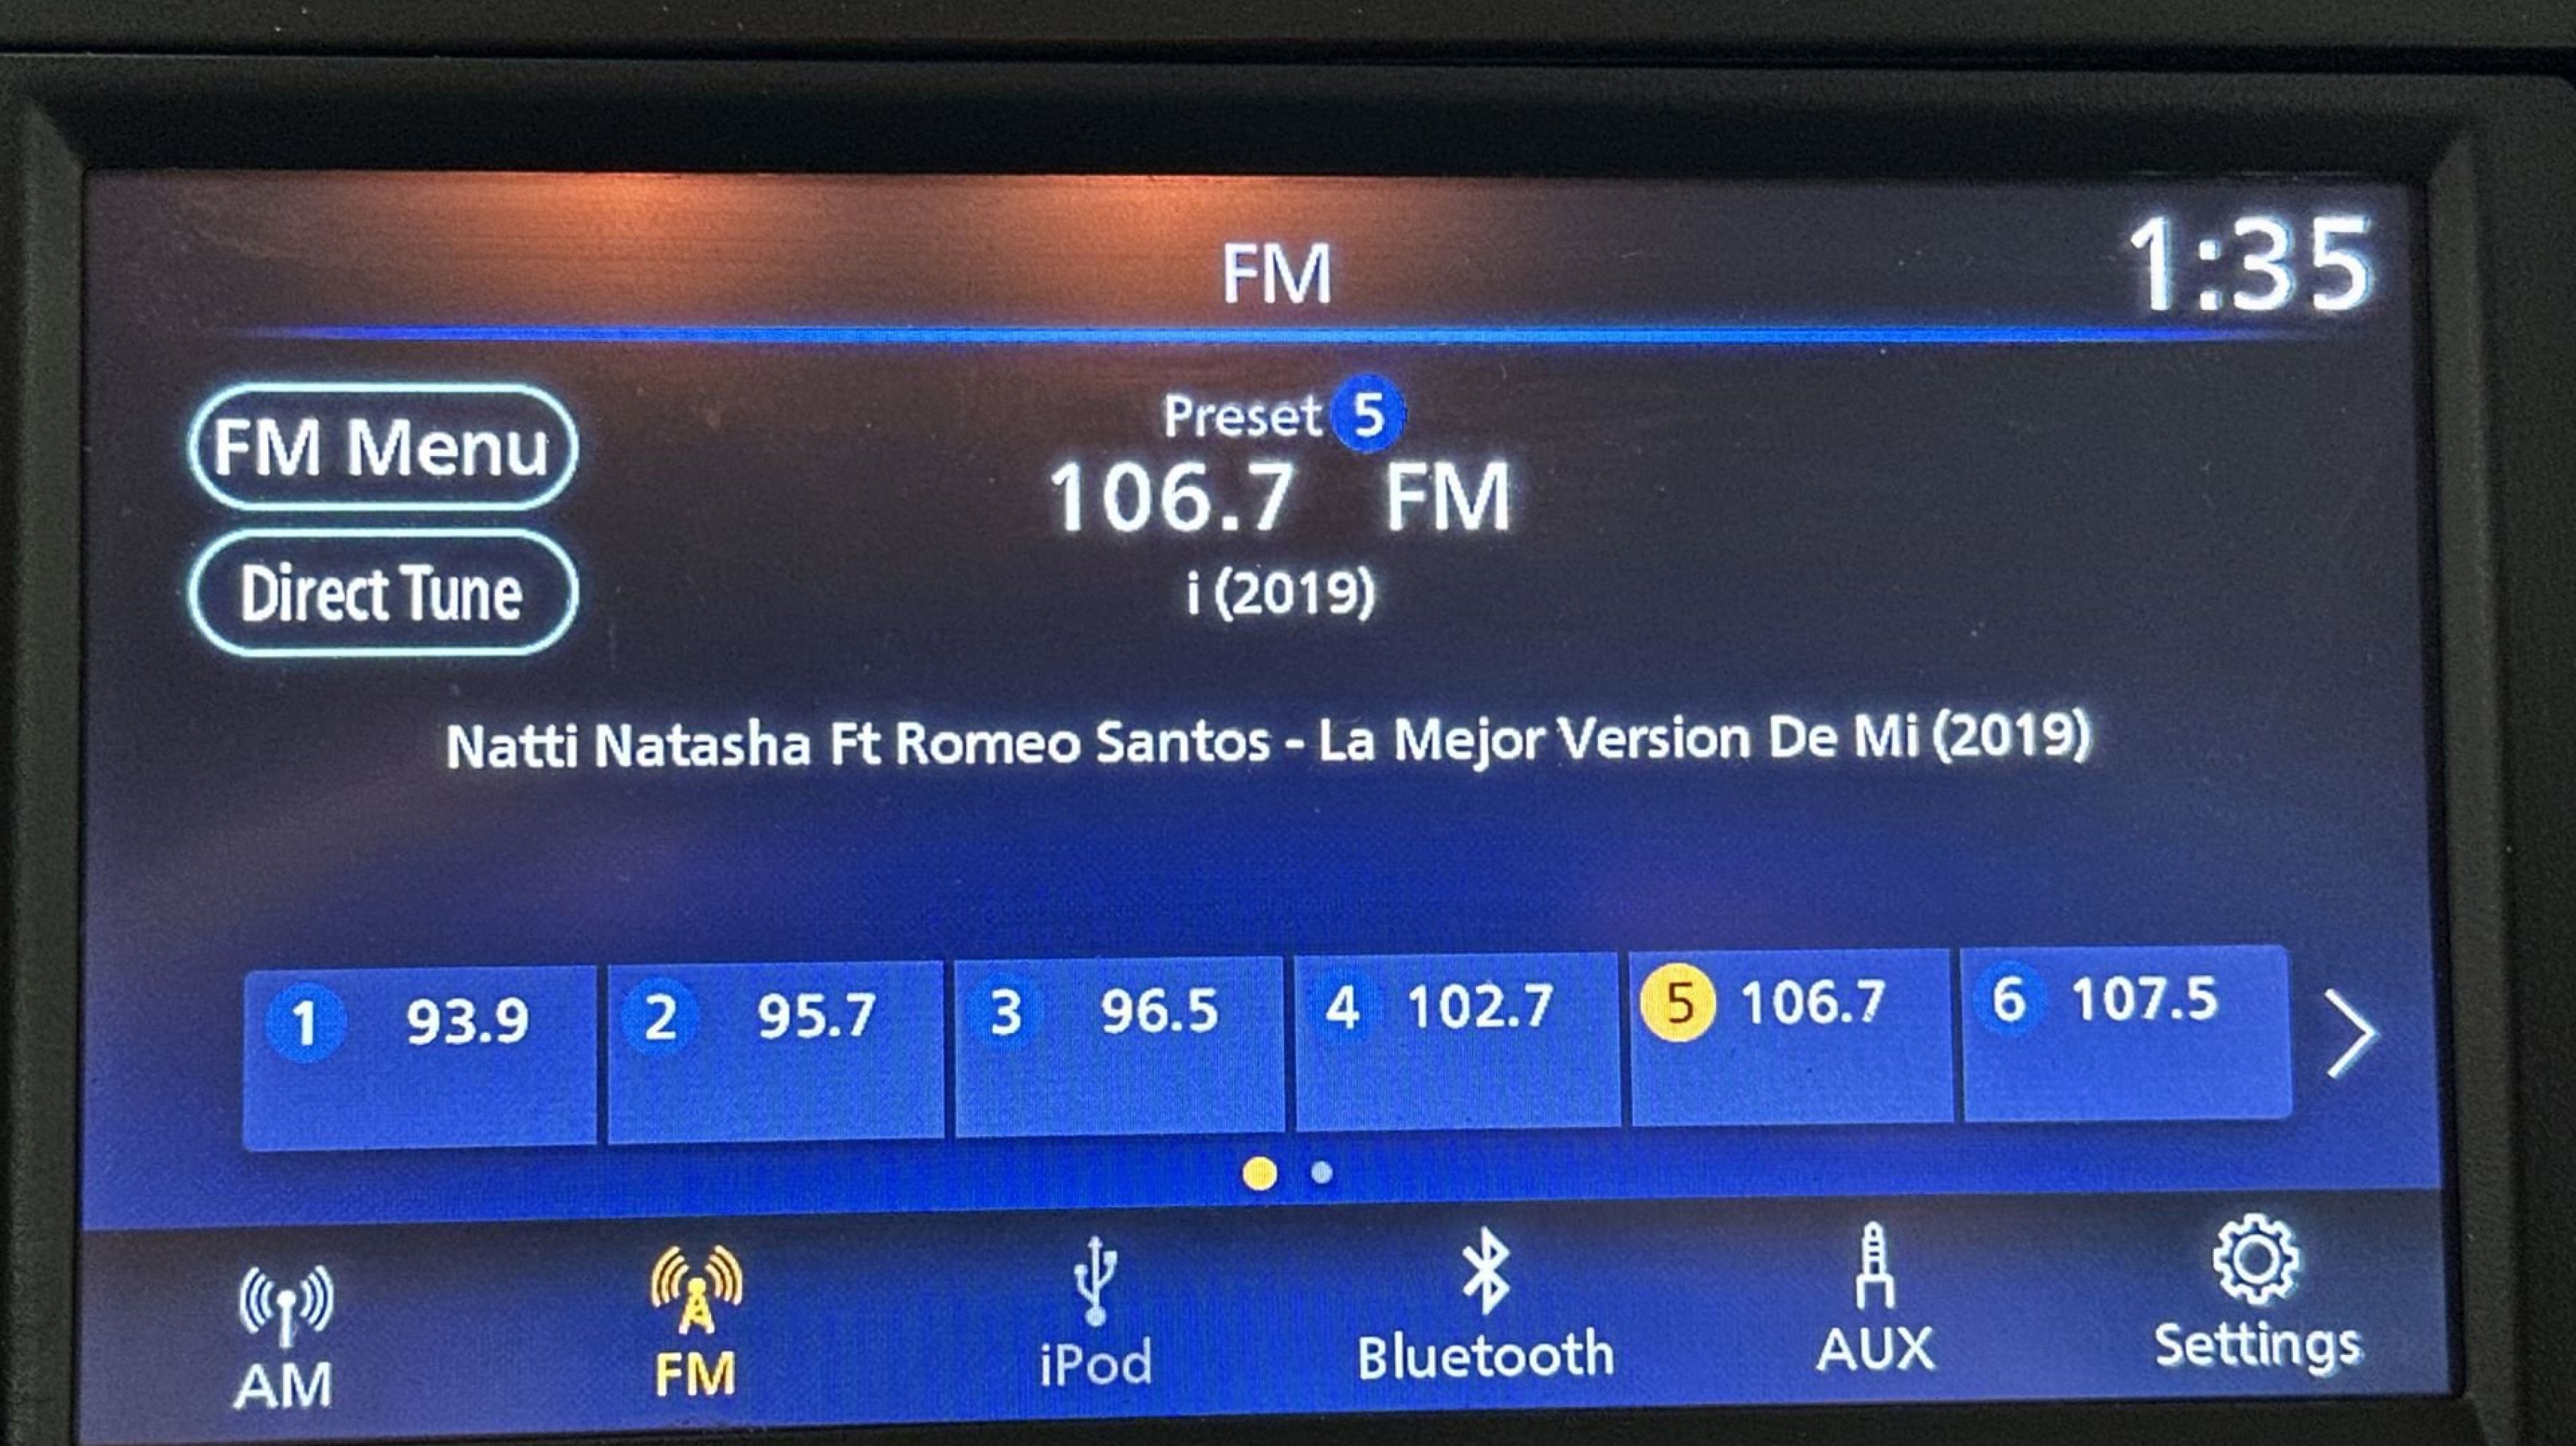 FM
1:35
FM Menu
Preset 5
106.7 FM
Direct Tune
i (2019)
Natti Natasha Ft Romeo Santos - La Mejor Version De Mi (2019)
1 93.9 2 95.7 3 96.5 4 102.7 5 106.7 6 107.5
AM FM iPod Bluetooth AUX Settings